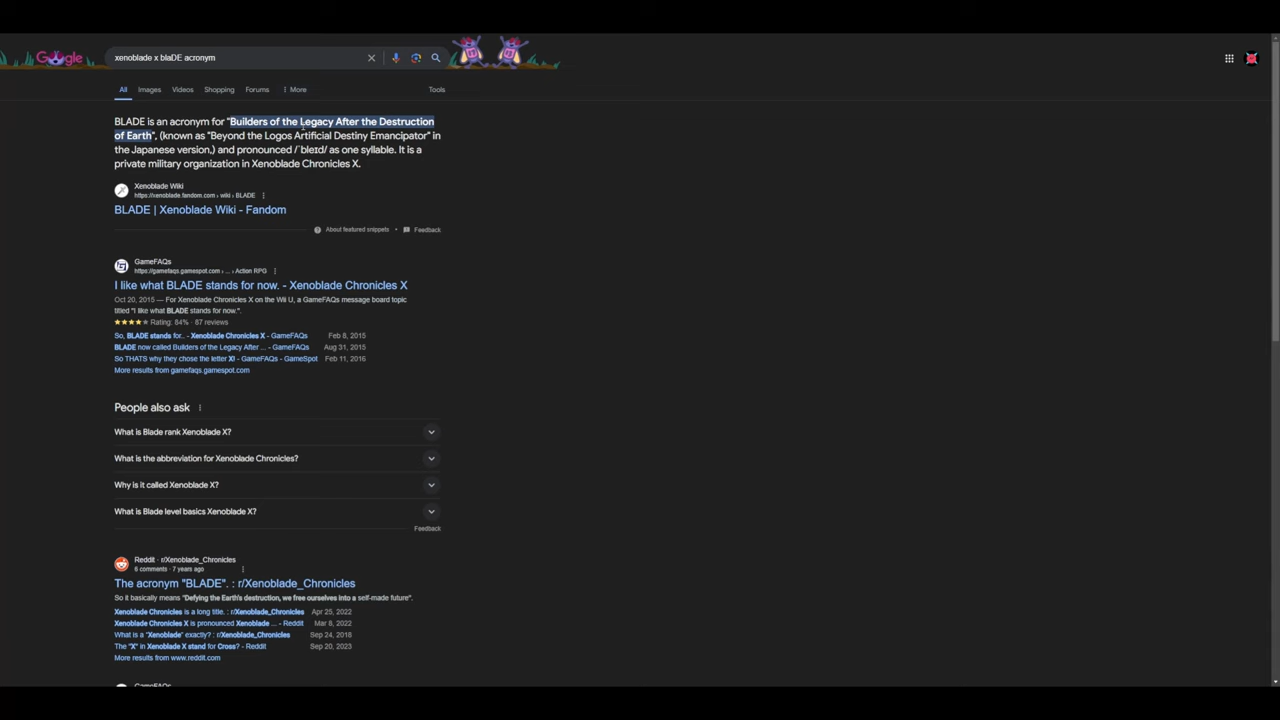 Google
xenoblade x blaDE acronym
All Images Videos Shopping Forums More Tools
BLADE is an acronym for "Builders of the Legacy After the Destruction
of Earth", (known as "Beyond the Logos Artificial Destiny Emancipator" in
the Japanese version,) and pronounced /ˈbleɪd/ as one syllable. It is a
private military organization in Xenoblade Chronicles X.
Xenoblade Wiki
https://xenoblade.fandom.com › wiki › BLADE
BLADE | Xenoblade Wiki - Fandom
About featured snippets • Feedback
GameFAQs
https://gamefaqs.gamespot.com › ... › Action RPG
I like what BLADE stands for now. - Xenoblade Chronicles X
Oct 20, 2015 — For Xenoblade Chronicles X on the Wii U, a GameFAQs message board topic
titled "I like what BLADE stands for now.".
Rating: 84% · 87 reviews
So, BLADE stands for.. - Xenoblade Chronicles X - GameFAQs Feb 8, 2015
BLADE now called Builders of the Legacy After ... - GameFAQs Aug 31, 2015
So THATS why they chose the letter X! - GameFAQs - GameSpot Feb 11, 2016
More results from gamefaqs.gamespot.com
People also ask
What is Blade rank Xenoblade X?
What is the abbreviation for Xenoblade Chronicles?
Why is it called Xenoblade X?
What is Blade level basics Xenoblade X?
Feedback
Reddit · r/Xenoblade_Chronicles
6 comments · 7 years ago
The acronym "BLADE". : r/Xenoblade_Chronicles
So it basically means "Defying the Earth's destruction, we free ourselves into a self-made future".
Xenoblade Chronicles is a long title. : r/Xenoblade_Chronicles Apr 25, 2022
Xenoblade Chronicles X is pronounced Xenoblade ... - Reddit Mar 8, 2022
What is a "Xenoblade" exactly? : r/Xenoblade_Chronicles Sep 24, 2018
The "X" in Xenoblade X stand for Cross? - Reddit Sep 20, 2023
More results from www.reddit.com
GameFAQs